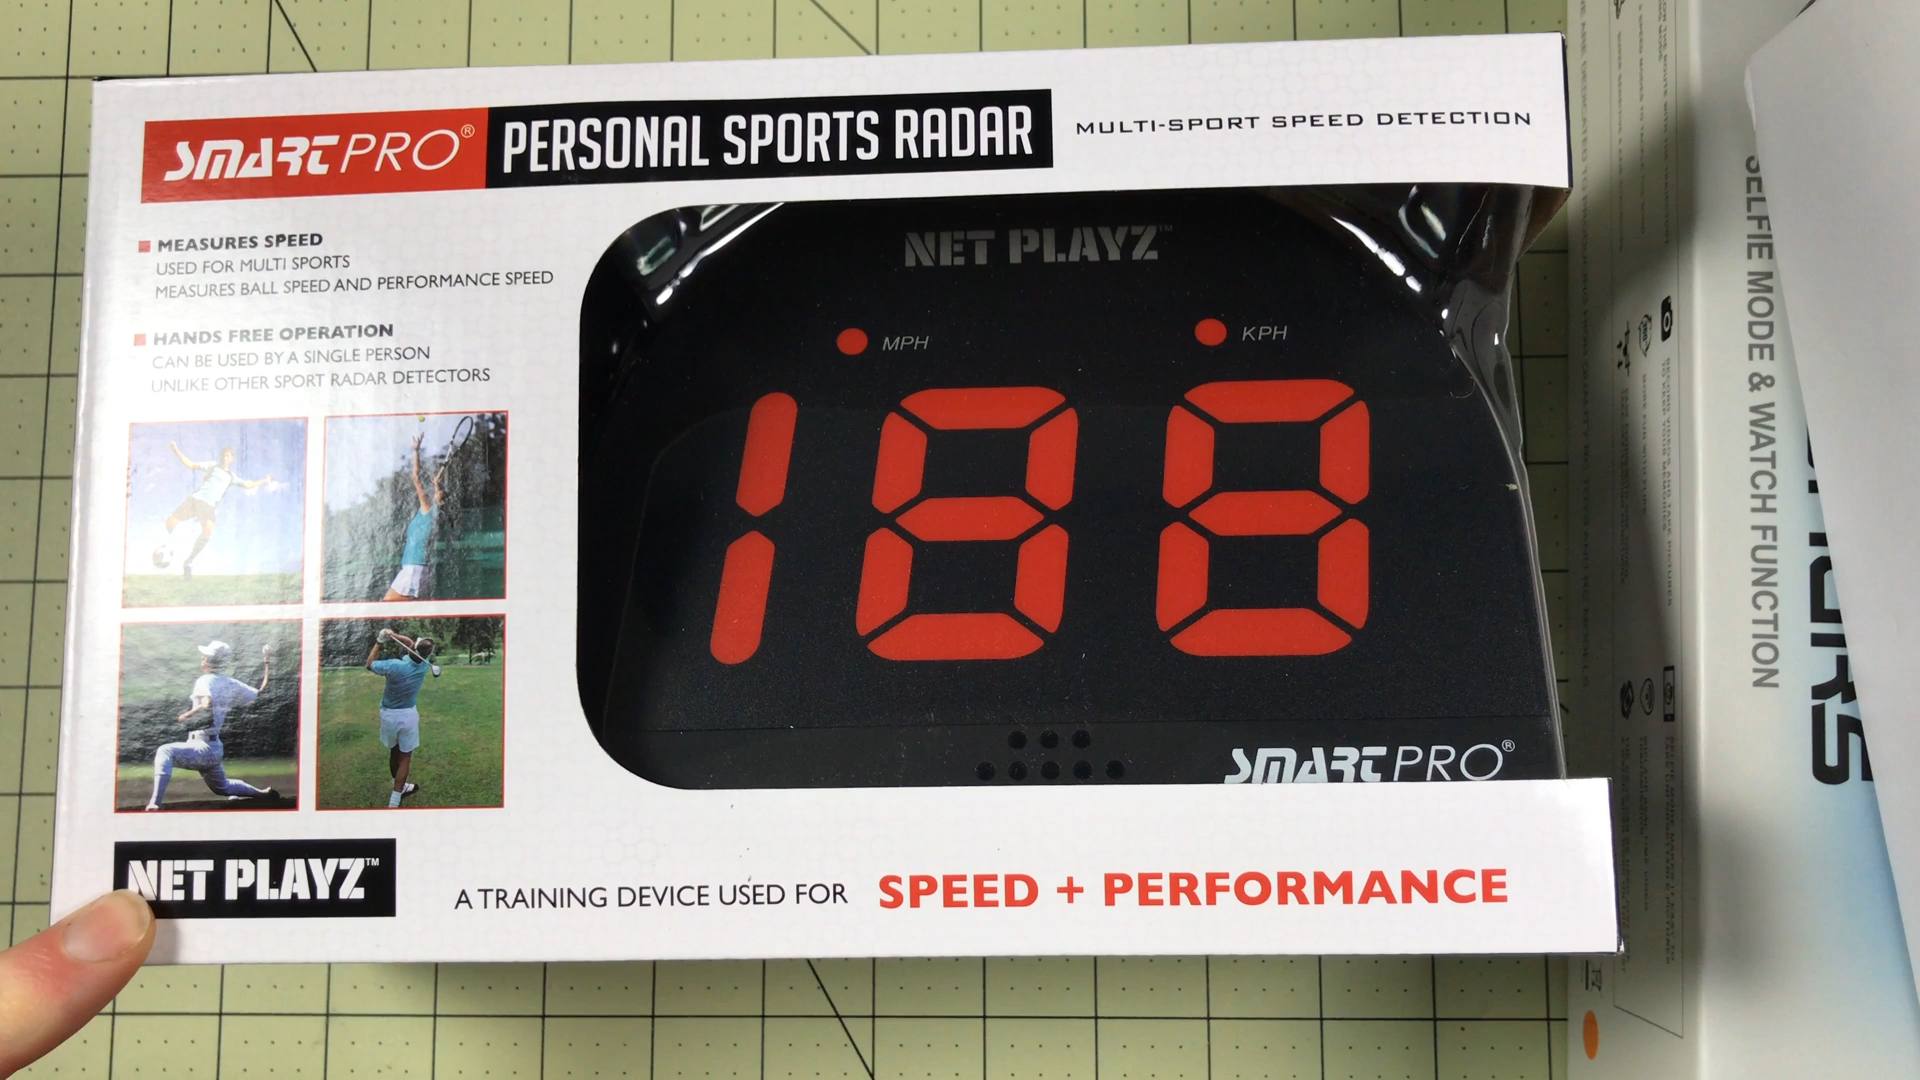 SMARTPRO® PERSONAL SPORTS RADAR MULTI-SPORT SPEED DETECTION
MEASURES SPEED
USED FOR MULTI SPORTS
MEASURES BALL SPEED AND PERFORMANCE SPEED
HANDS FREE OPERATION
CAN BE USED BY A SINGLE PERSON
UNLIKE OTHER SPORT RADAR DETECTORS
NET PLAYZ™
MPH KPH
188
SMARTPRO®
NET PLAYZ™
A TRAINING DEVICE USED FOR SPEED + PERFORMANCE
SELFIE MODE & WATCH FUNCTION